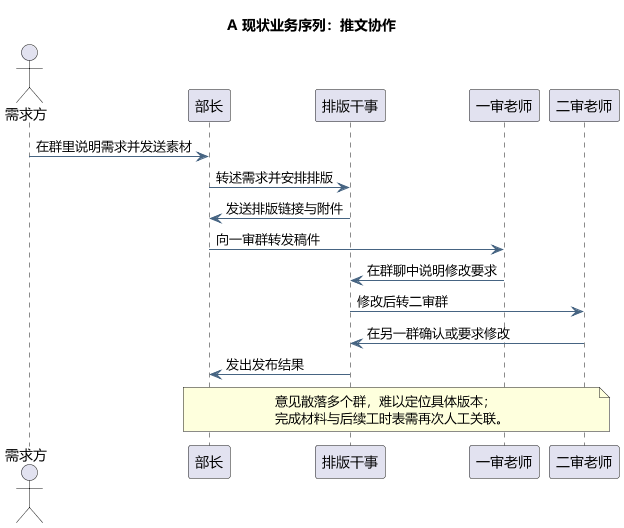 A 现状业务序列：推文协作
需求方
部长
排版干事
一审老师
二审老师
在群里说明需求并发送素材
转述需求并安排排版
发送排版链接与附件
向一审群转发稿件
在群聊中说明修改要求
修改后转二审群
在另一群确认或要求修改
发出发布结果
意见散落多个群，难以定位具体版本；
完成材料与后续工时表需再次人工关联。
需求方
部长
排版干事
一审老师
二审老师